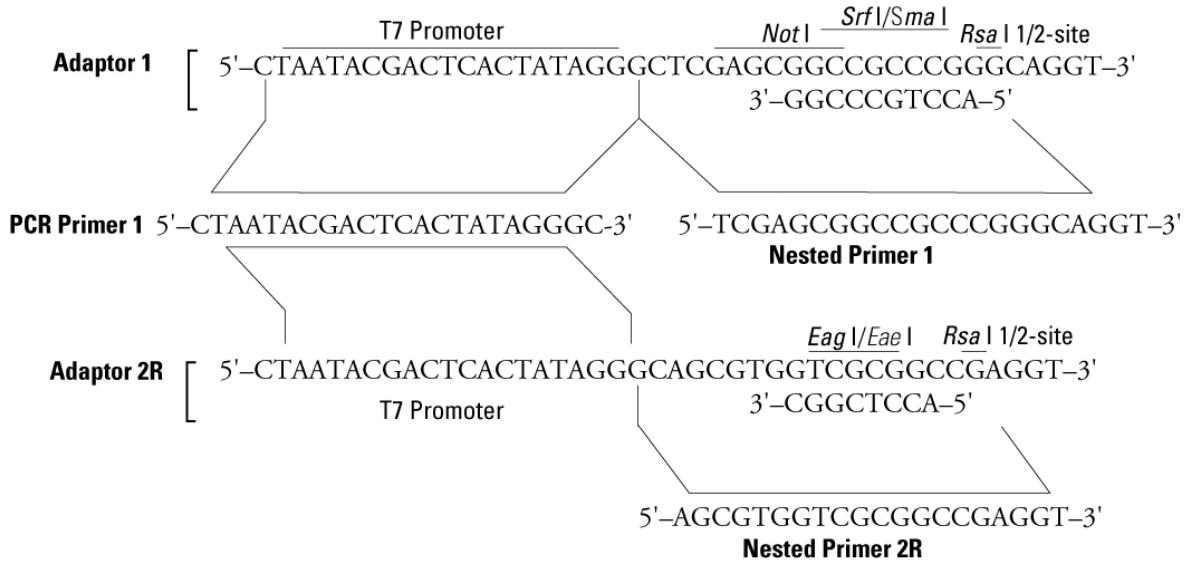 T7 Promoter Not I Srf I/Sma I Rsa I 1/2-site
Adaptor 1 5'–CTAATACGACTCACTATAGGGCTCGAGCGGCCGCCCGGGCAGGT–3'
3'–GGCCCGTCCA–5'
PCR Primer 1 5'–CTAATACGACTCACTATAGGGC-3' 5'–TCGAGCGGCCGCCCGGGCAGGT–3'
Nested Primer 1
Eag I/Eae I Rsa I 1/2-site
Adaptor 2R 5'–CTAATACGACTCACTATAGGGCAGCGTGGTCGCGGCCGAGGT–3'
T7 Promoter 3'–CGGCTCCA–5'
5'–AGCGTGGTCGCGGCCGAGGT–3'
Nested Primer 2R